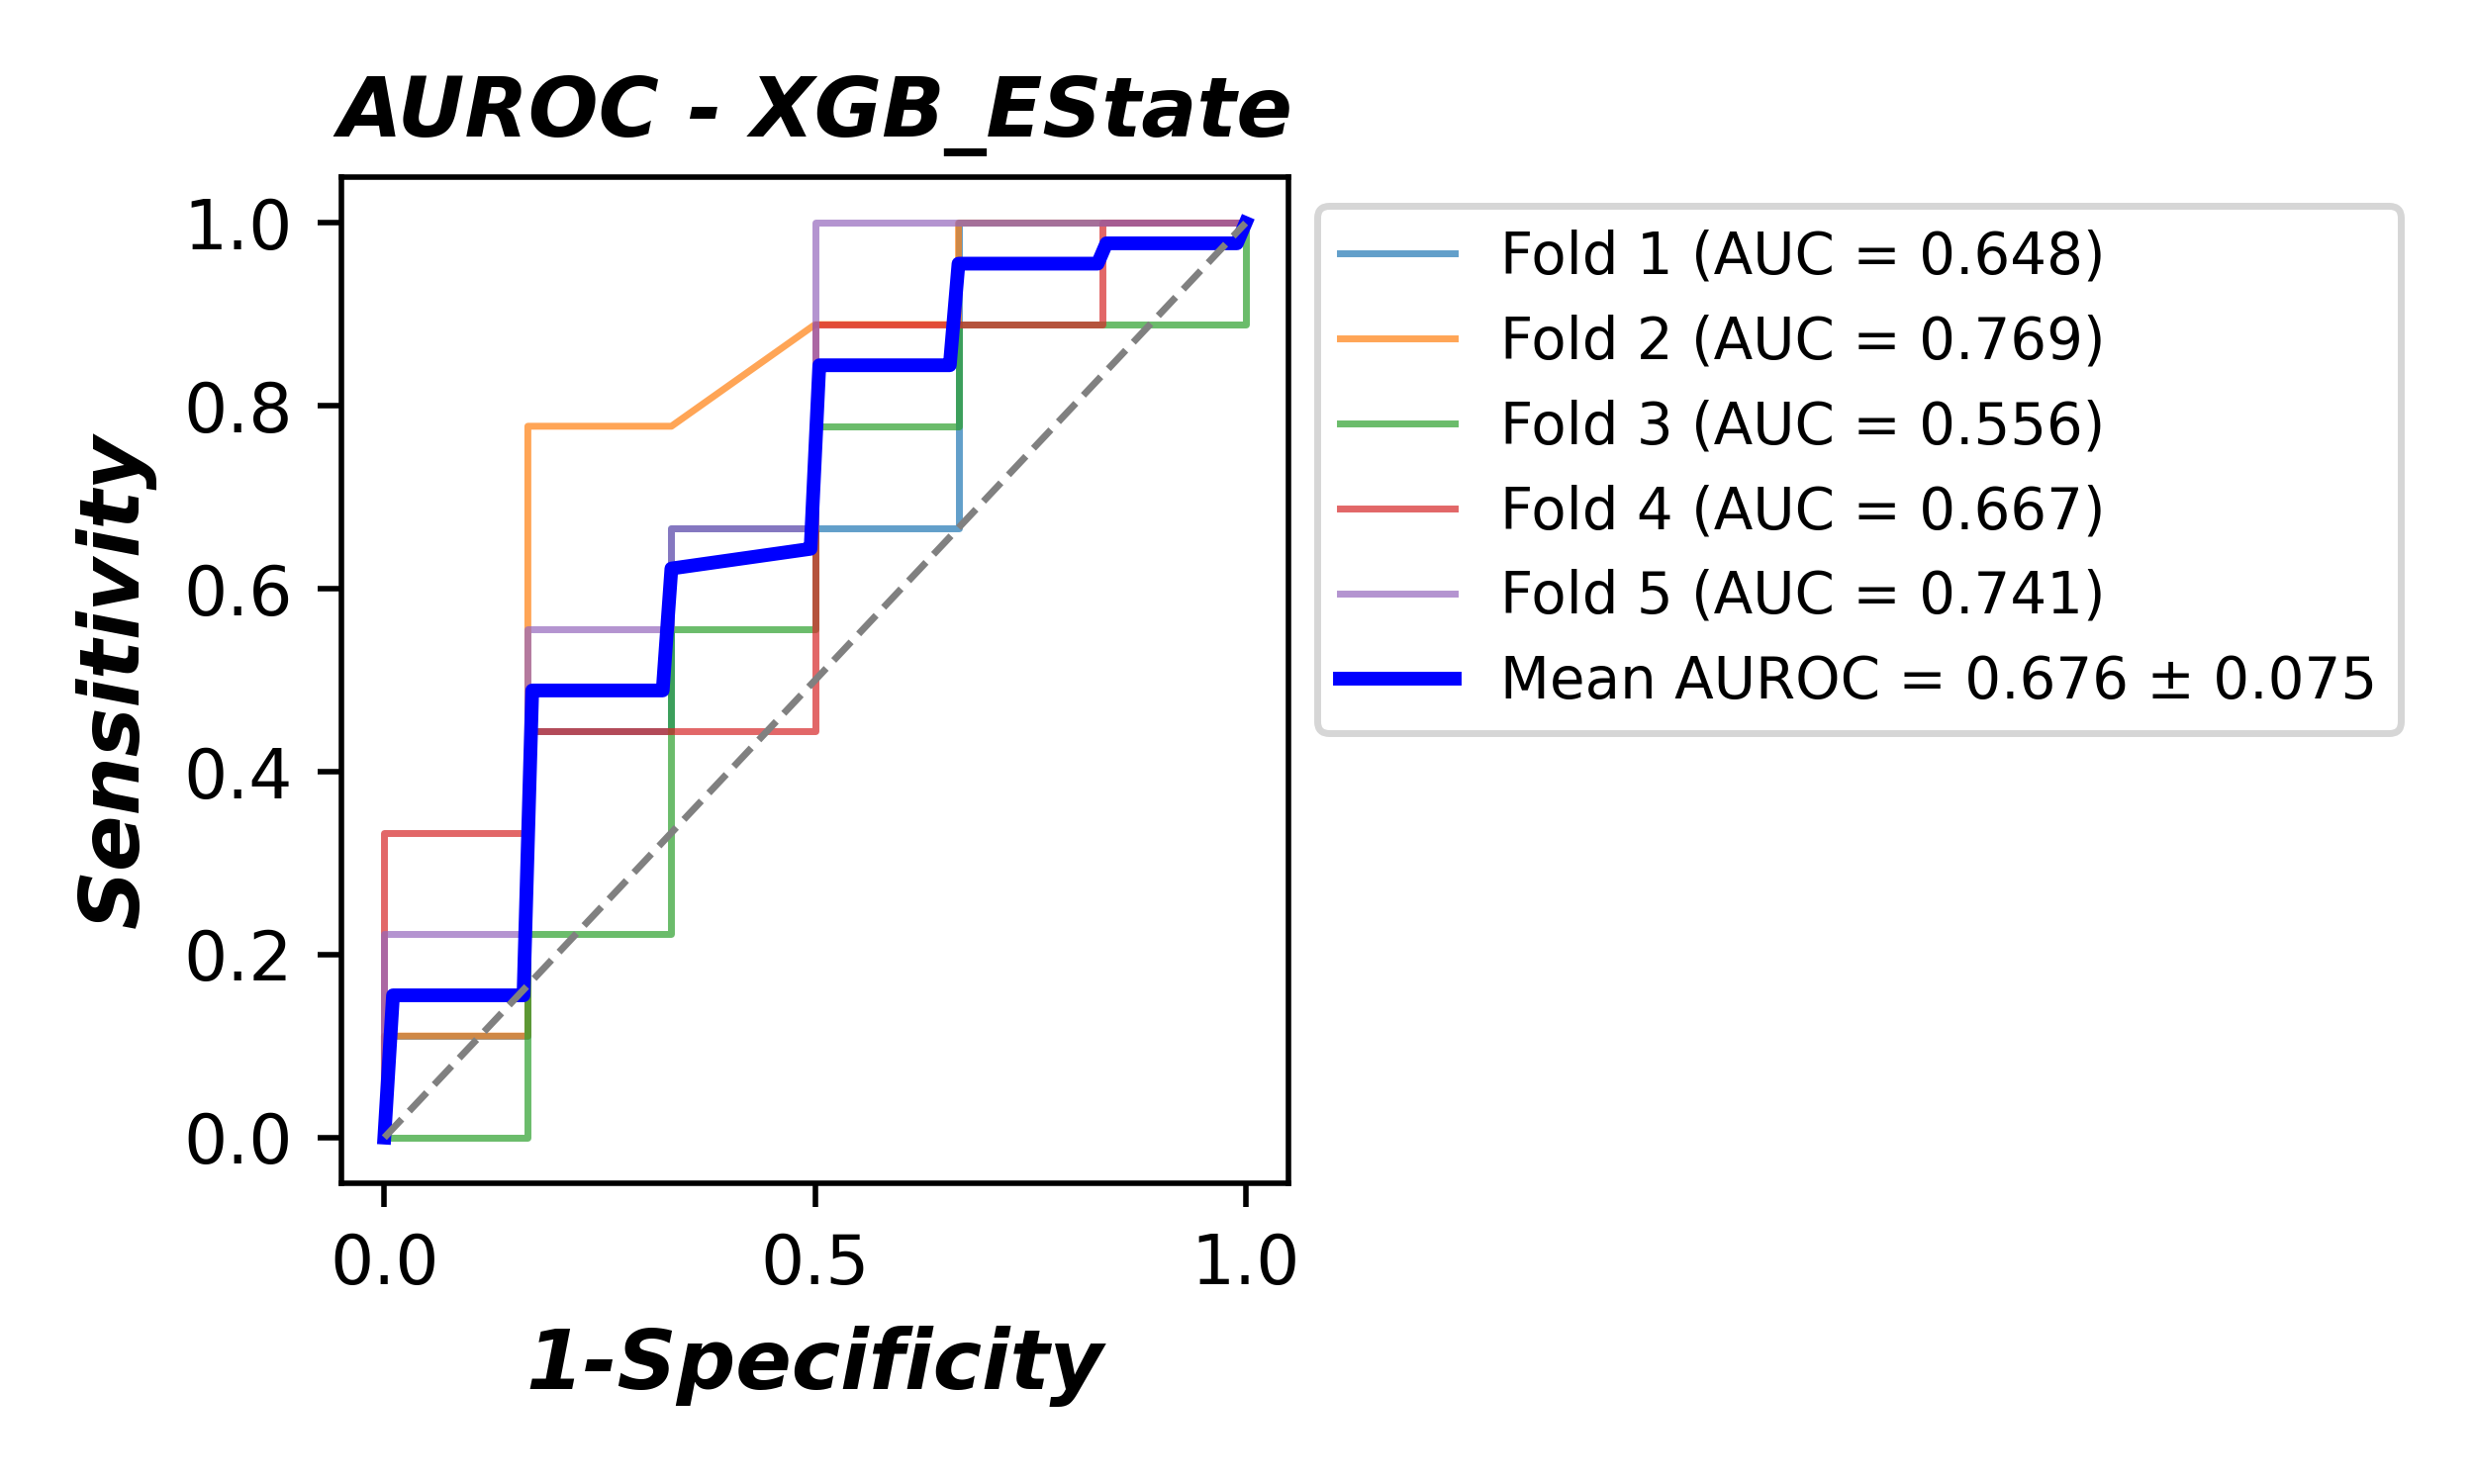 AUROC - XGB_EState
Sensitivity
1.0
0.8
0.6
0.4
0.2
0.0
0.0 0.5 1.0
1-Specificity
Fold 1 (AUC = 0.648)
Fold 2 (AUC = 0.769)
Fold 3 (AUC = 0.556)
Fold 4 (AUC = 0.667)
Fold 5 (AUC = 0.741)
Mean AUROC = 0.676 ± 0.075